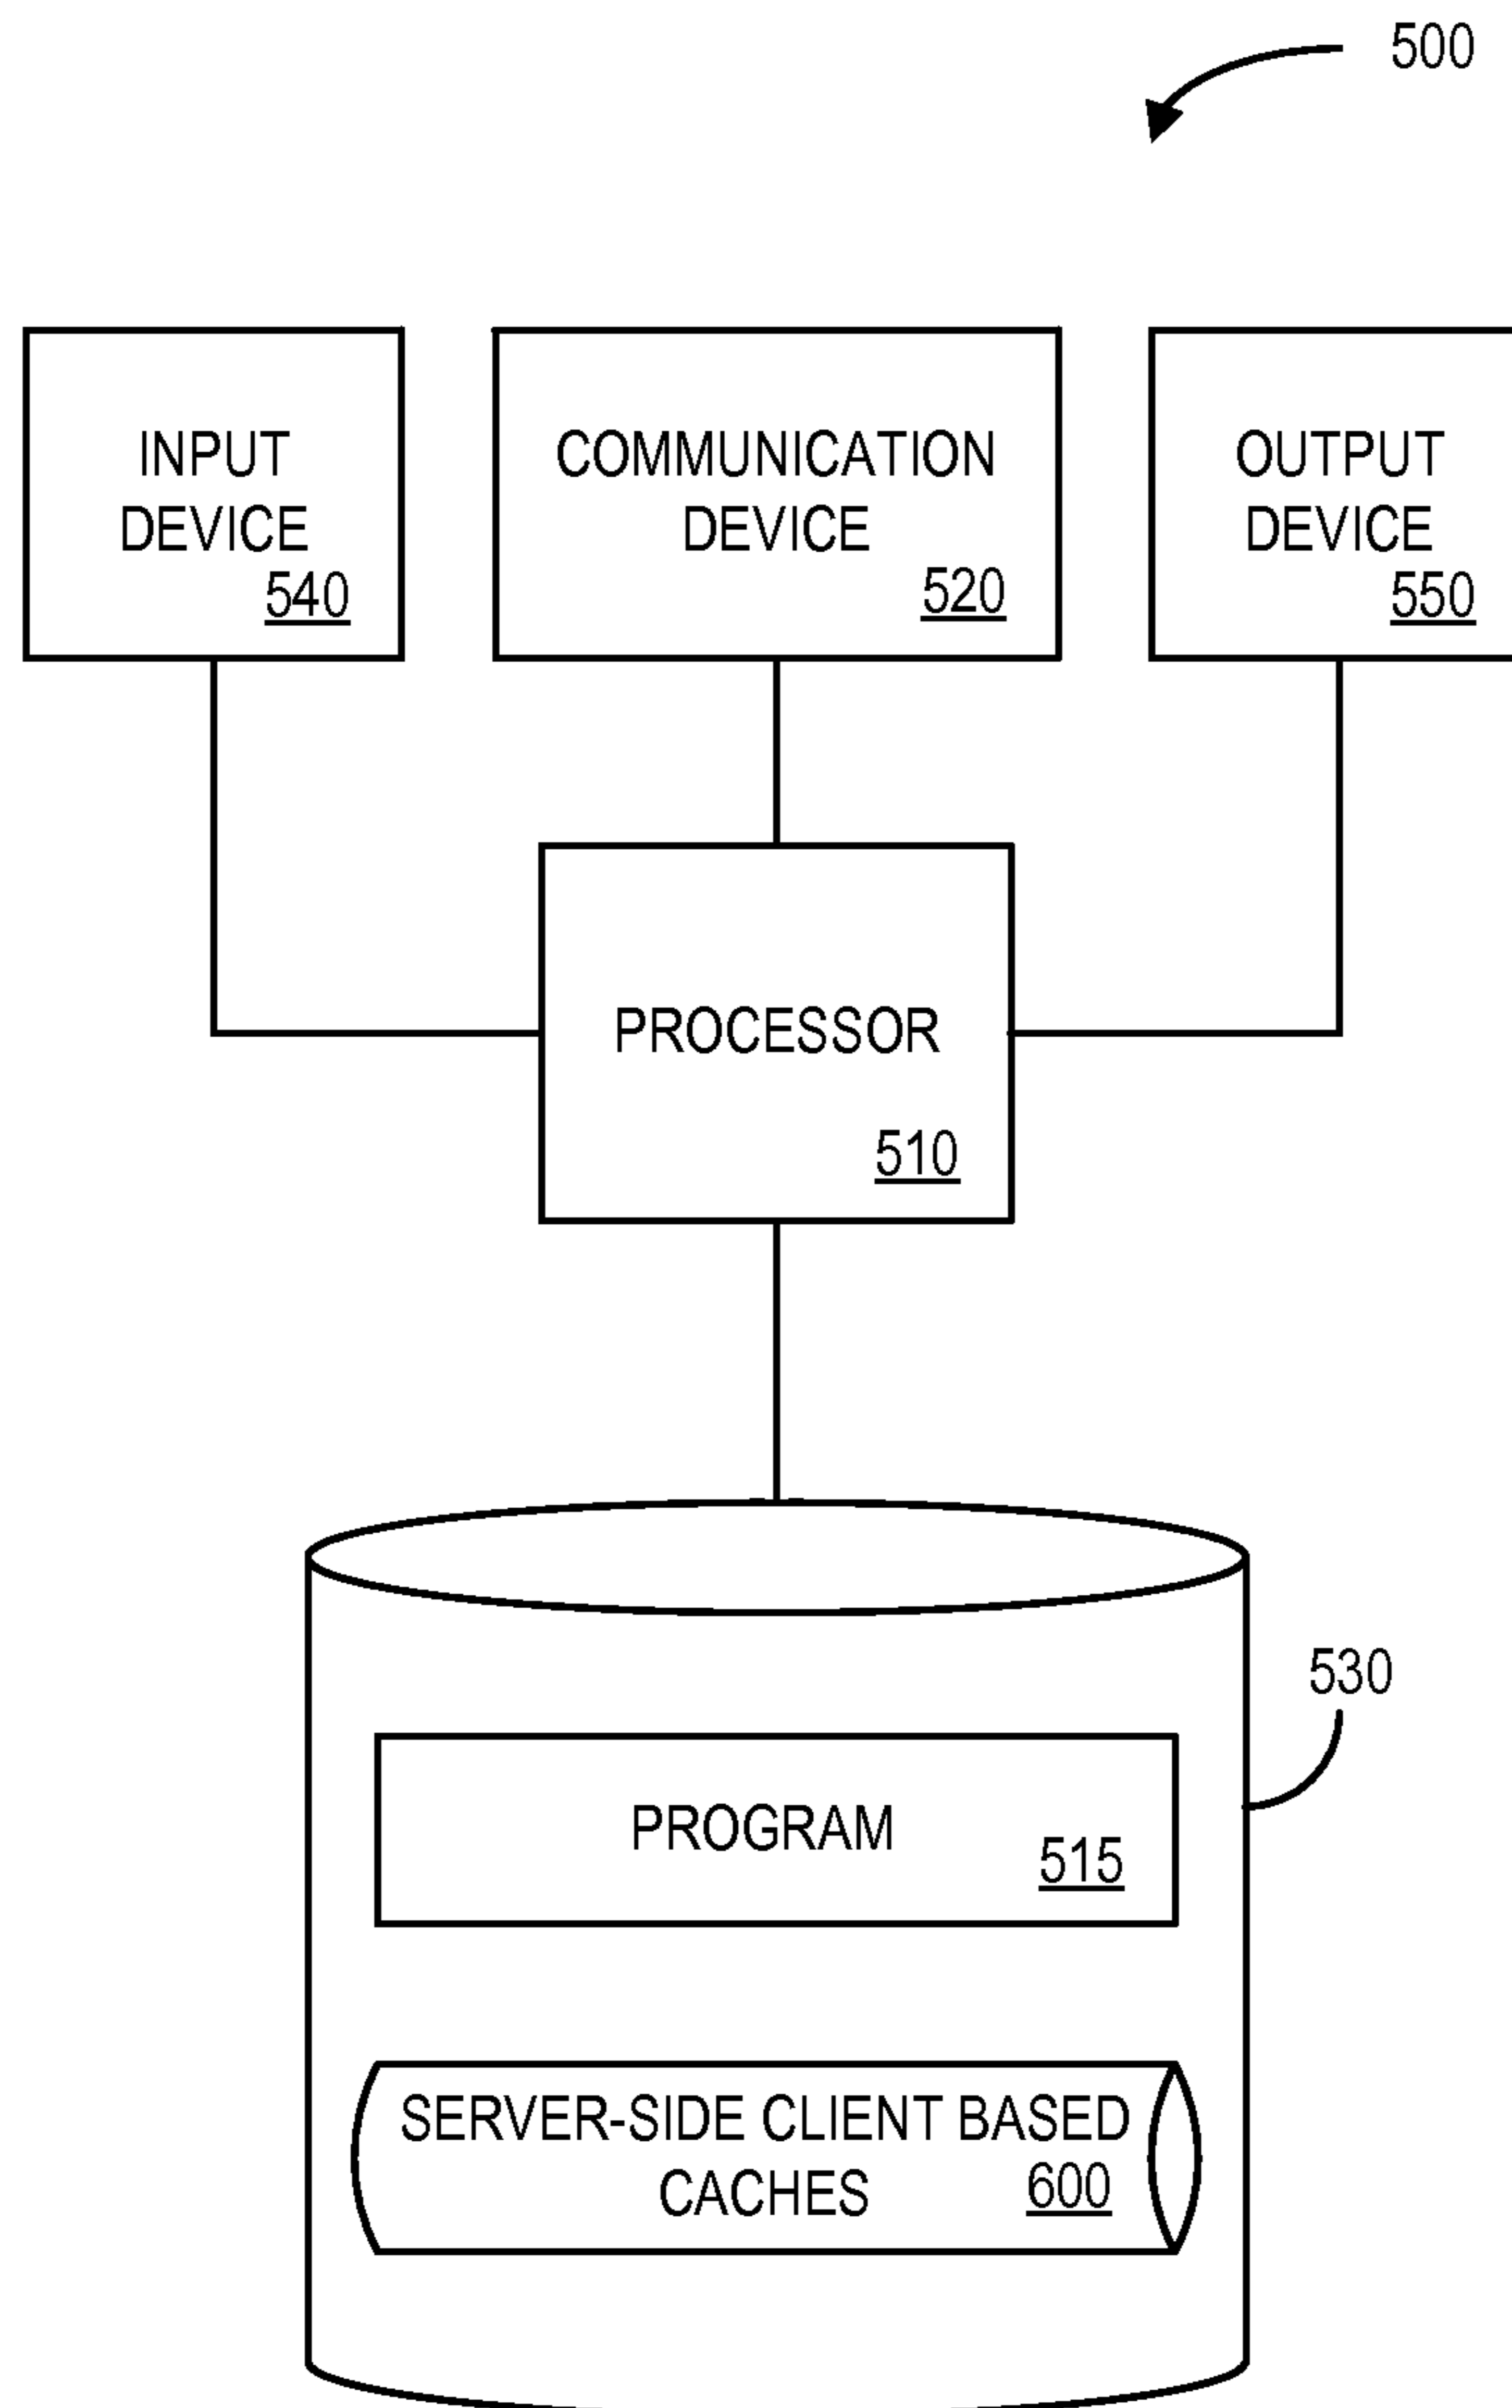 500
INPUT
DEVICE
540
COMMUNICATION
DEVICE
520
OUTPUT
DEVICE
550
PROCESSOR
510
530
PROGRAM
515
SERVER-SIDE CLIENT BASED
CACHES
600